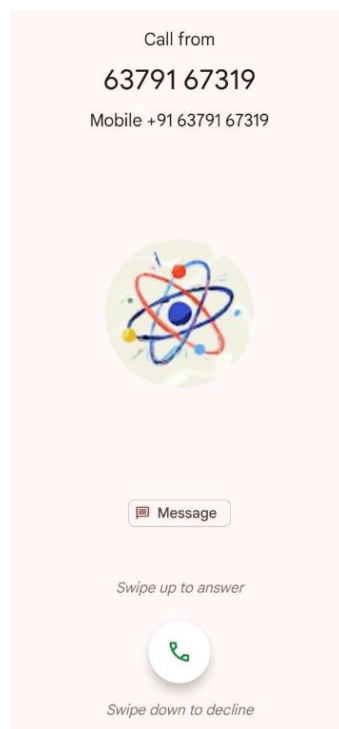 Call from
63791 67319
Mobile +91 63791 67319
Message
Swipe up to answer
Swipe down to decline